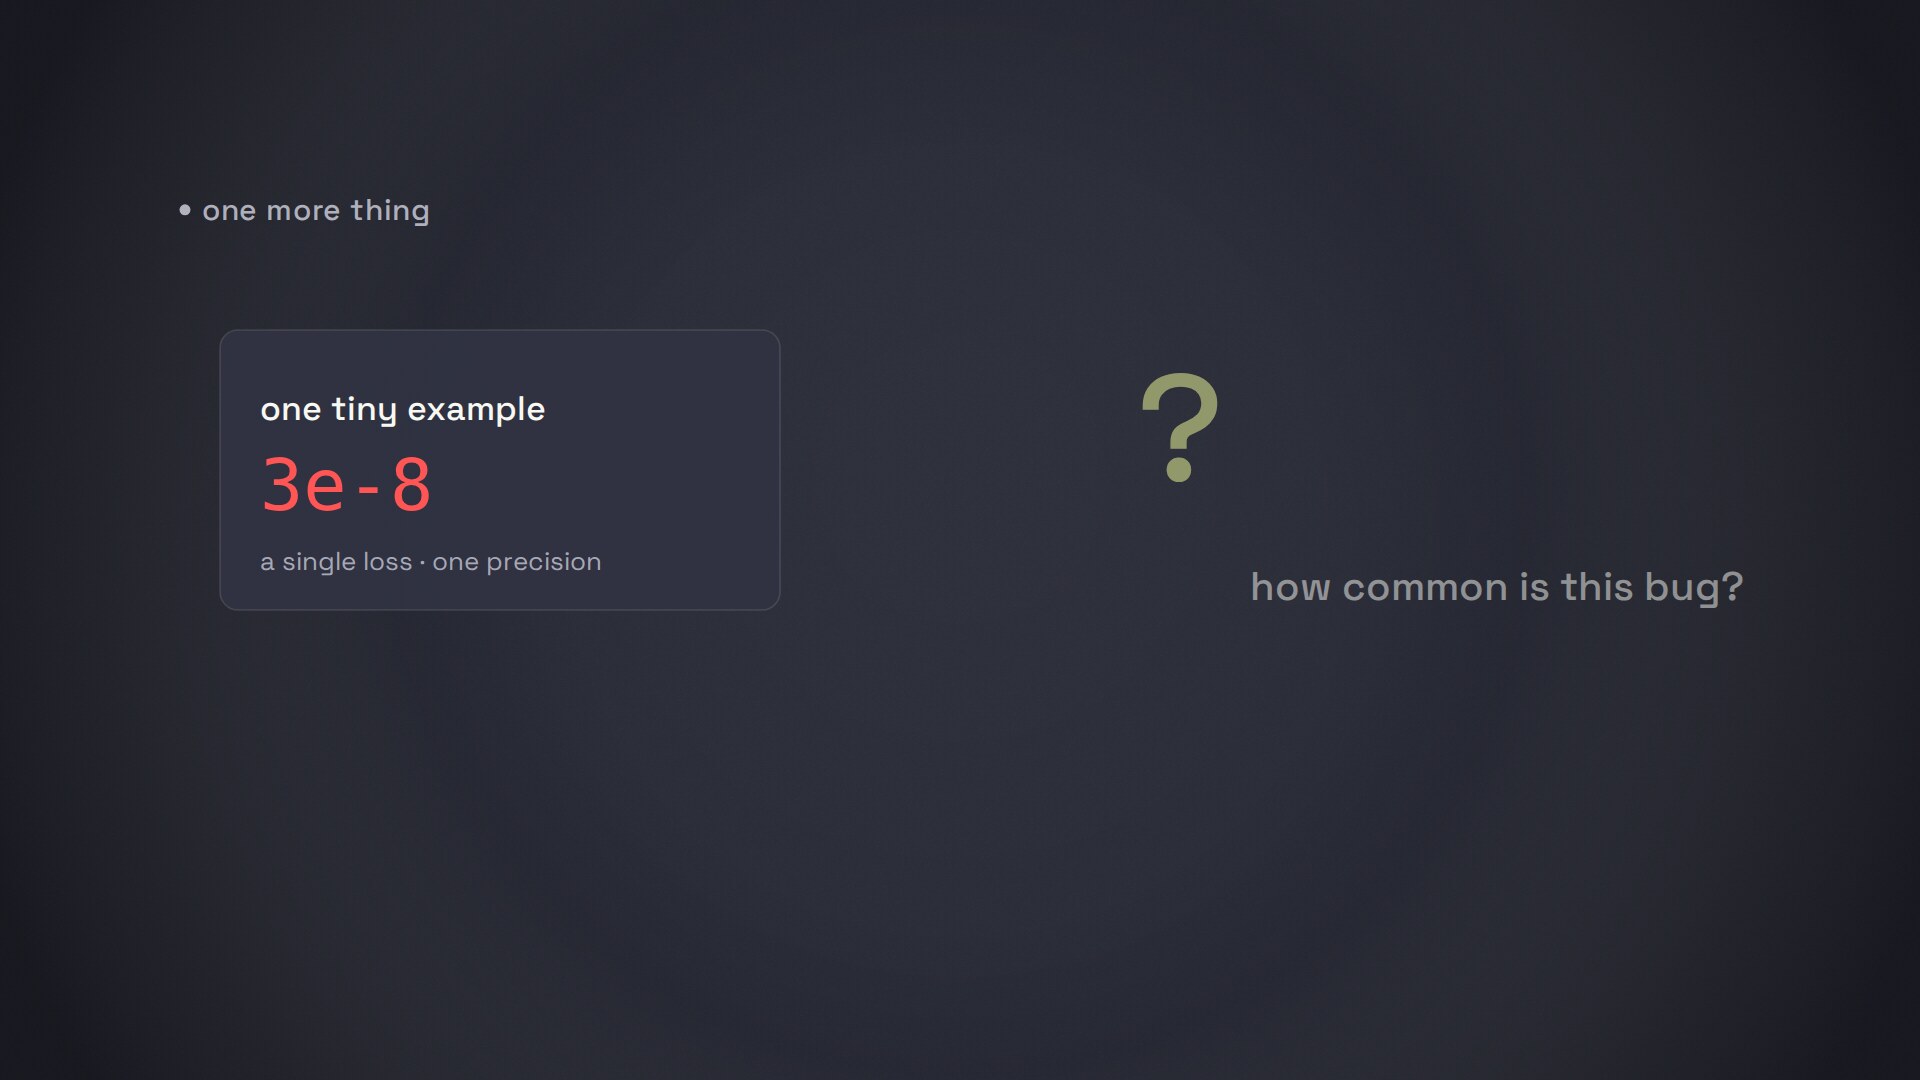 • one more thing
one tiny example
3e-8
a single loss · one precision
?
how common is this bug?